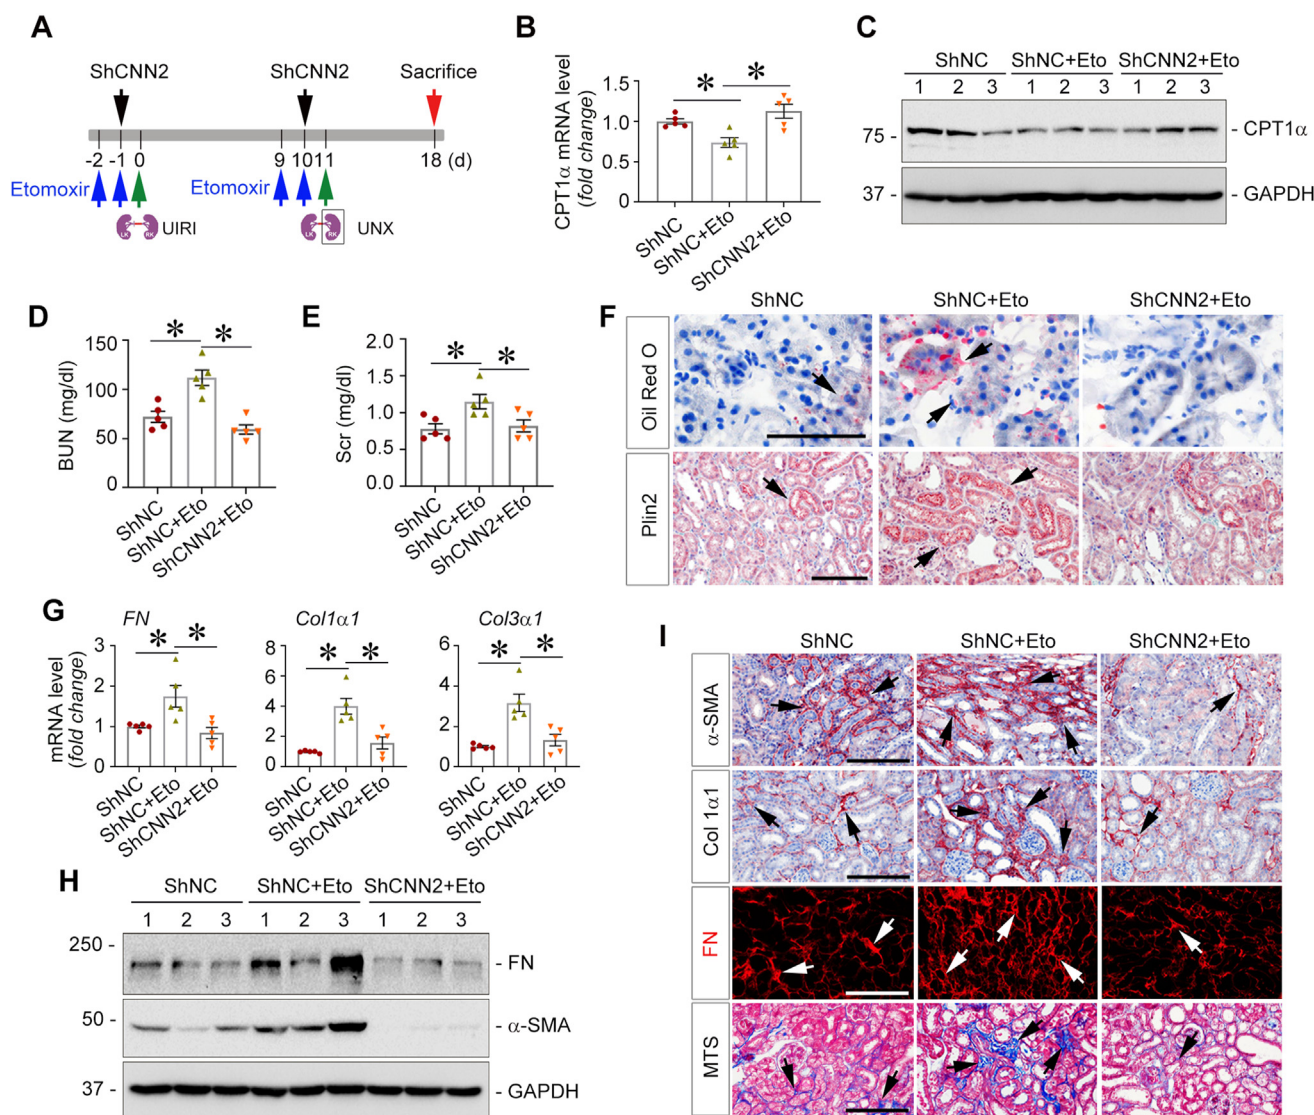 A
ShCNN2
ShCNN2
Sacrifice
-2 -1 0 9 10 11 18 (d)
Etomoxir
Etomoxir
LK RK
UIRI
LK RK
UNX
B
CPT1α mRNA level
(fold change)
1.5
1.0
0.5
0
* *
ShNC
ShNC+Eto
ShCNN2+Eto
C
ShNC ShNC+Eto ShCNN2+Eto
1 2 3 1 2 3 1 2 3
75 - - CPT1α
37 - - GAPDH
D
BUN (mg/dl)
150
100
50
0
* *
ShNC
ShNC+Eto
ShCNN2+Eto
E
Scr (mg/dl)
2.0
1.5
1.0
0.5
0.0
* *
ShNC
ShNC+Eto
ShCNN2+Eto
F
ShNC ShNC+Eto ShCNN2+Eto
Oil Red O
Plin2
G
mRNA level
(fold change)
FN
3
2
1
0
* *
ShNC
ShNC+Eto
ShCNN2+Eto
Col1α1
8
6
4
2
0
* *
ShNC
ShNC+Eto
ShCNN2+Eto
Col3α1
6
4
2
0
* *
ShNC
ShNC+Eto
ShCNN2+Eto
H
ShNC ShNC+Eto ShCNN2+Eto
1 2 3 1 2 3 1 2 3
250 - - FN
50 - - α-SMA
37 - - GAPDH
I
ShNC ShNC+Eto ShCNN2+Eto
α-SMA
Col 1α1
FN
MTS